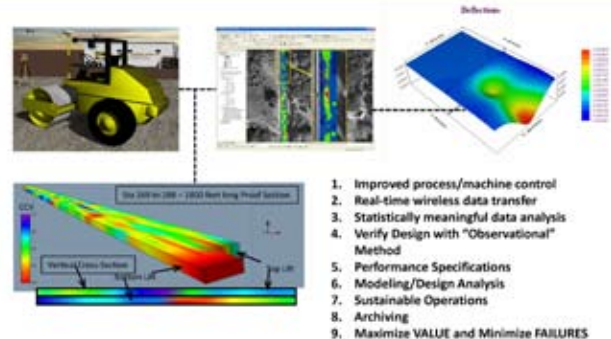 Deflection
Sta 269 to 288 – 1900 feet long Proof Section
CCV
Vertical Cross Section
Bottom Lift
Top Lift
1. Improved process/machine control
2. Real-time wireless data transfer
3. Statistically meaningful data analysis
4. Verify Design with “Observational”
Method
5. Performance Specifications
6. Modeling/Design Analysis
7. Sustainable Operations
8. Archiving
9. Maximize VALUE and Minimize FAILURES